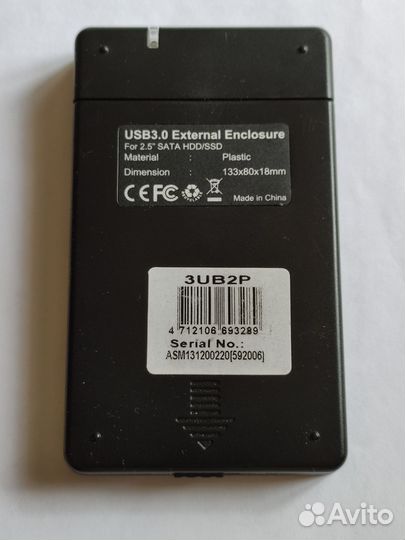 USB3.0 External Enclosure
For 2.5" SATA HDD/SSD
Material : Plastic
Dimension : 133x80x18mm
CE FC Made in China
3UB2P
4 712106 693289
Serial No.:
ASM131200220[592006]
Avito